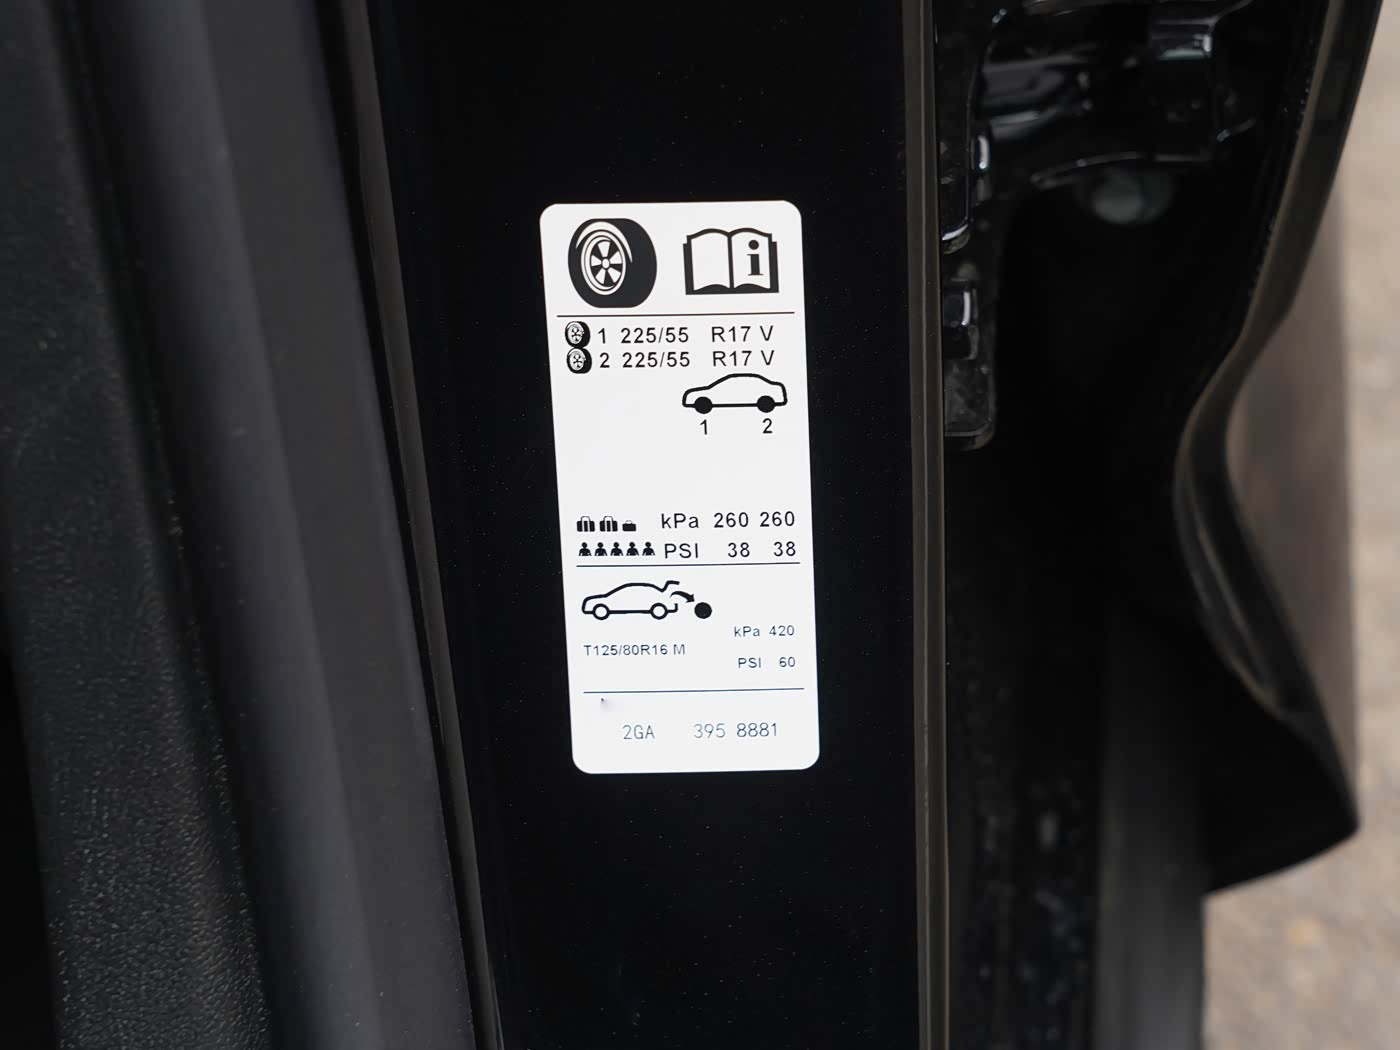 i
1 225/55 R17 V
2 225/55 R17 V
1 2
kPa 260 260
PSI 38 38
kPa 420
T125/80R16 M
PSI 60
2GA 395 8881